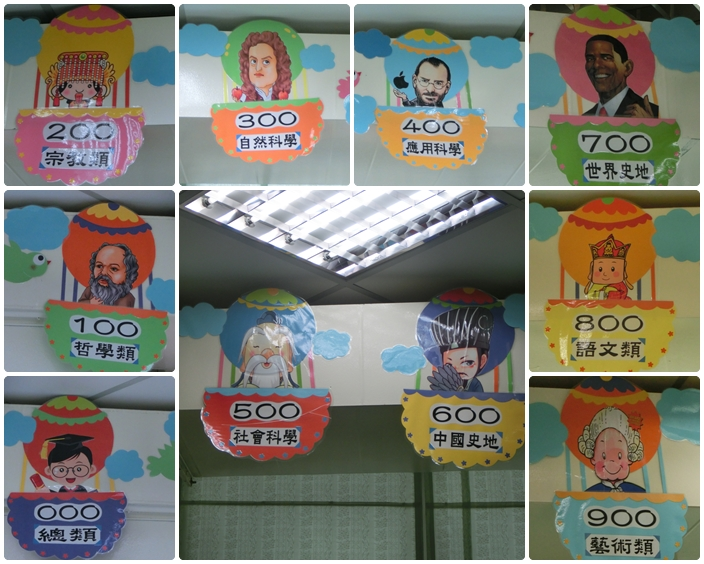 200
宗教類
300
自然科學
400
應用科學
700
世界史地
100
哲學類
500
社會科學
600
中國史地
800
語文類
000
總類
900
藝術類